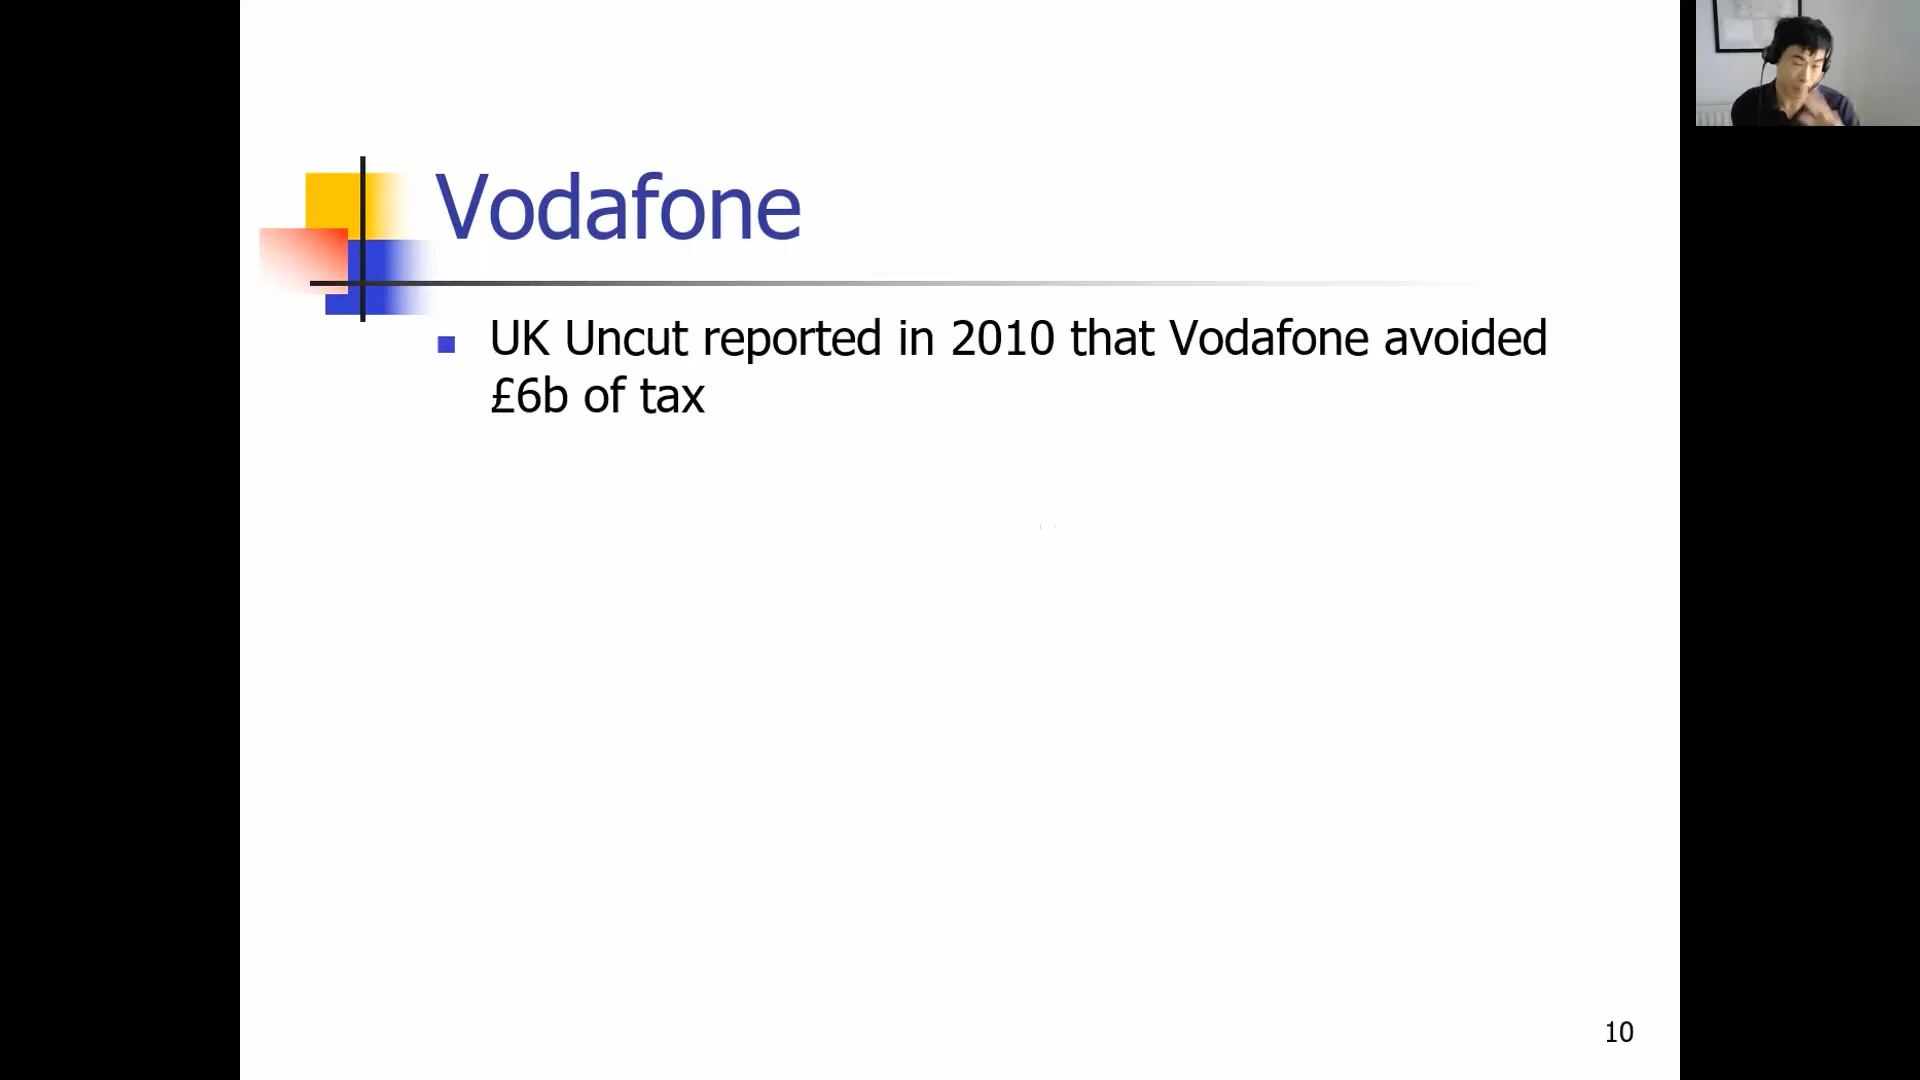 Vodafone
UK Uncut reported in 2010 that Vodafone avoided
£6b of tax
10